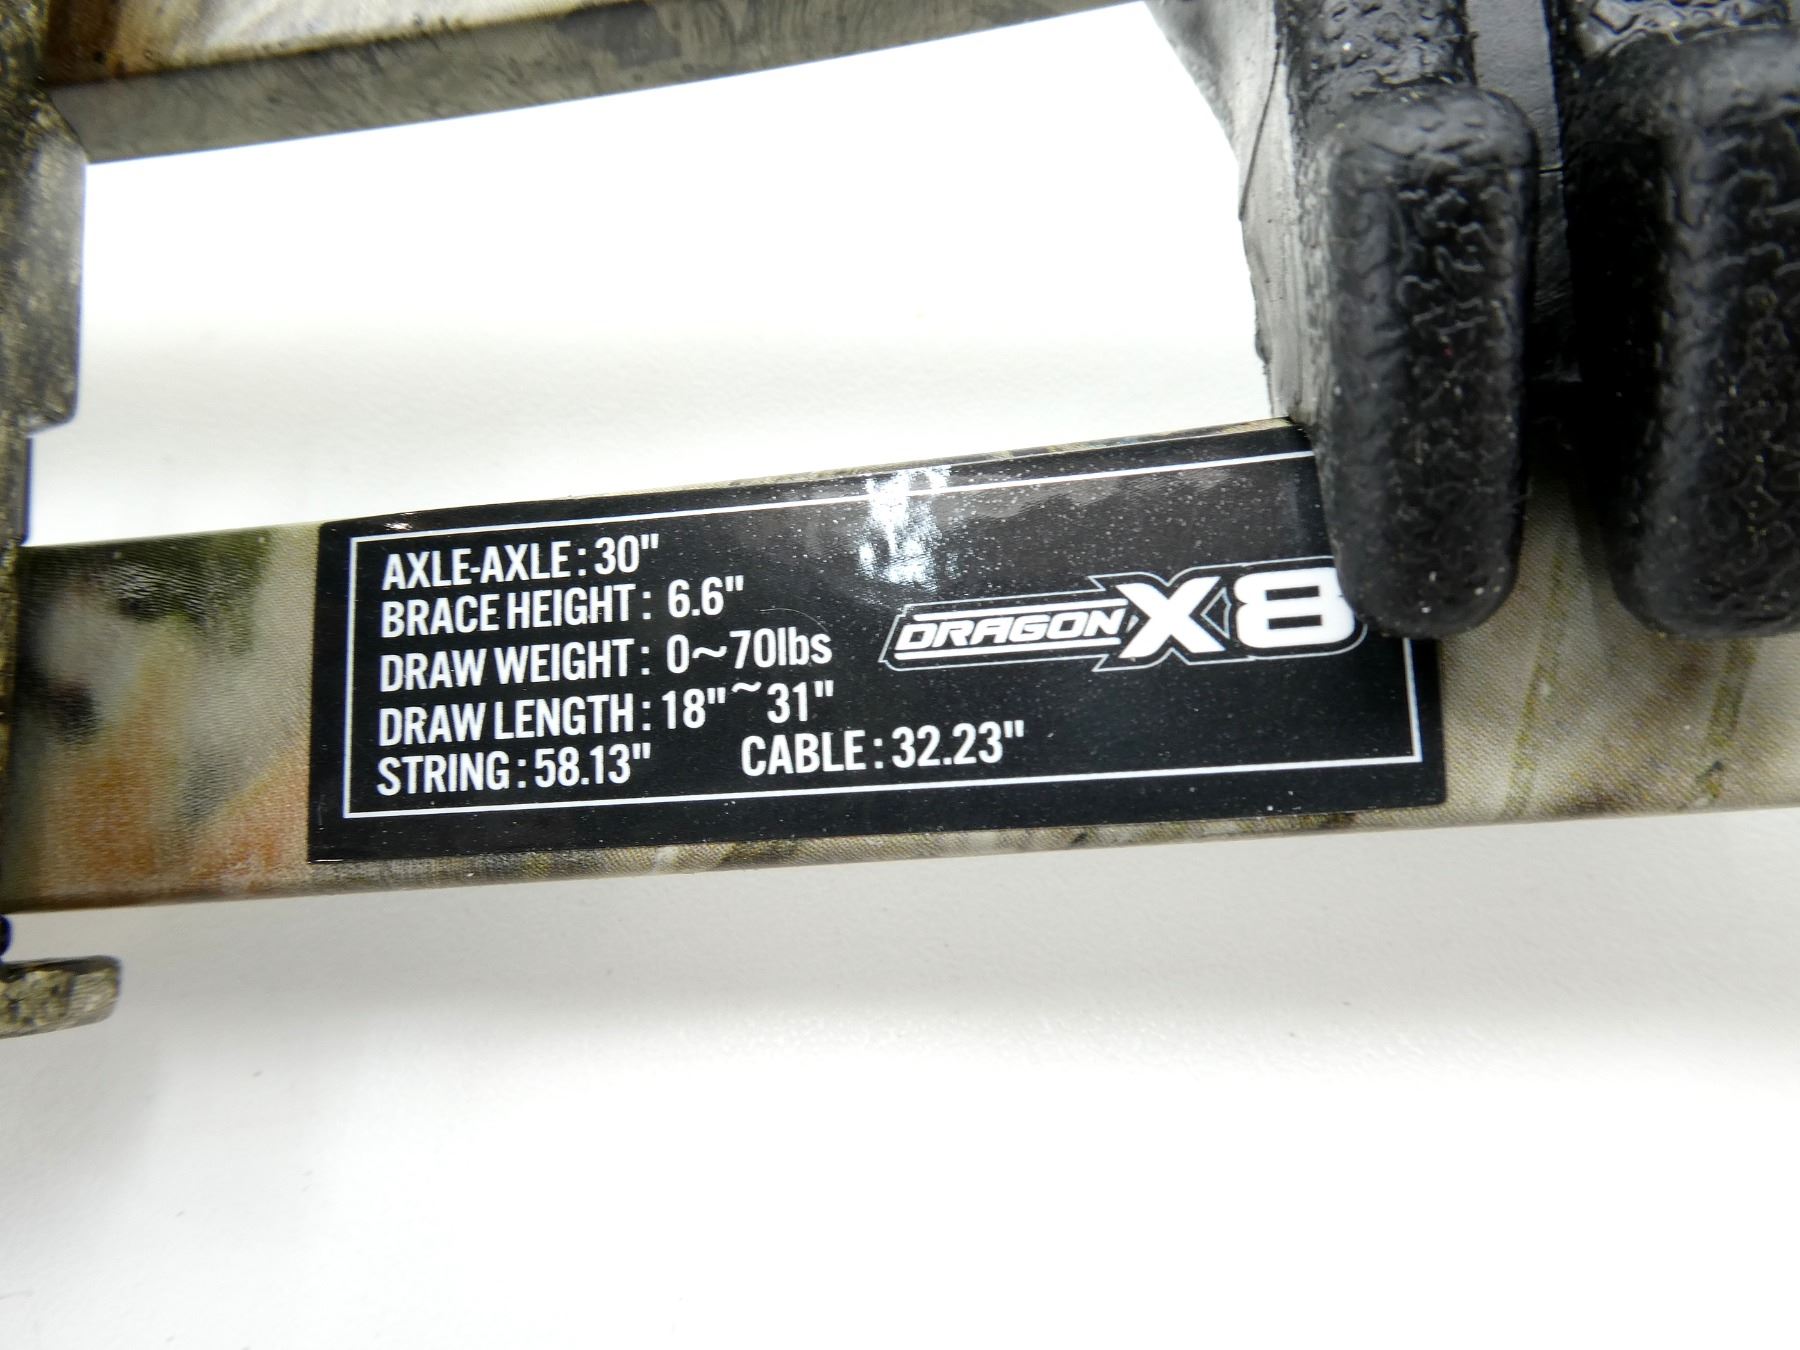 AXLE-AXLE: 30"
BRACE HEIGHT: 6.6"
DRAW WEIGHT: 0~70lbs
DRAW LENGTH: 18"~31"
STRING: 58.13" CABLE: 32.23"
DRAGON X8